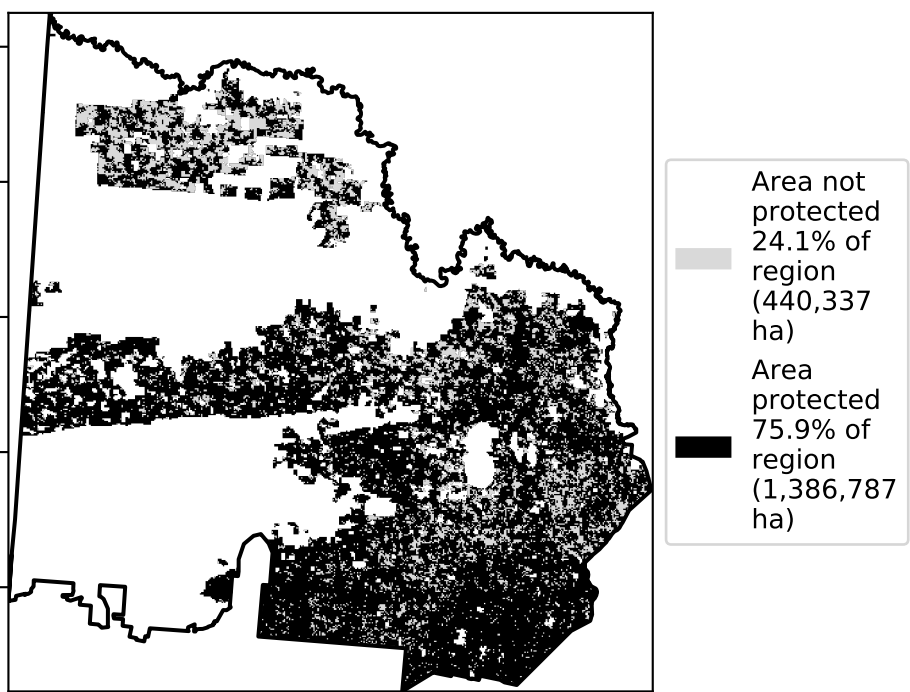 Area not
protected
24.1% of
region
(440,337
ha)
Area
protected
75.9% of
region
(1,386,787
ha)